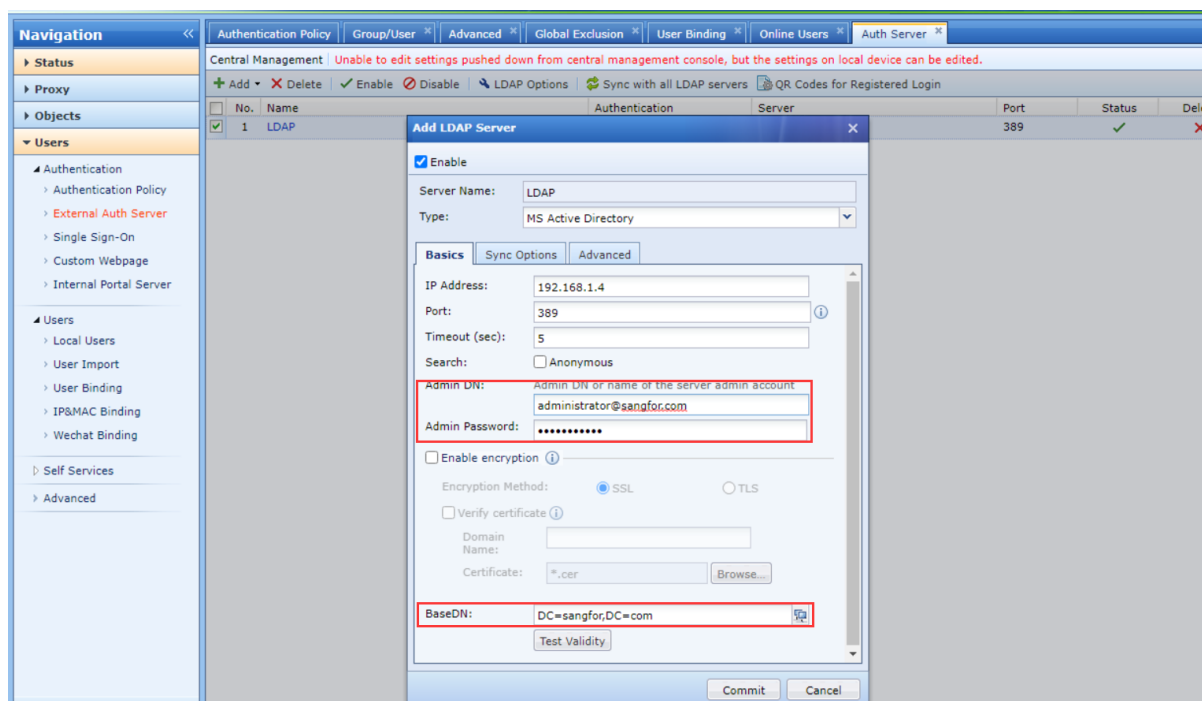 Navigation
Status
Proxy
Objects
Users
Authentication
Authentication Policy
External Auth Server
Single Sign-On
Custom Webpage
Internal Portal Server
Users
Local Users
User Import
User Binding
IP&MAC Binding
Wechat Binding
Self Services
Advanced
Authentication Policy Group/User Advanced Global Exclusion User Binding Online Users Auth Server
Central Management Unable to edit settings pushed down from central management console, but the settings on local device can be edited.
Add Delete Enable Disable LDAP Options Sync with all LDAP servers QR Codes for Registered Login
No. Name Authentication Server Port Status Del
1 LDAP 389
Add LDAP Server
Enable
Server Name: LDAP
Type: MS Active Directory
Basics Sync Options Advanced
IP Address: 192.168.1.4
Port: 389
Timeout (sec): 5
Search: Anonymous
Admin DN: Admin DN or name of the server admin account
administrator@sangfor.com
Admin Password: •••••••••••
Enable encryption
Encryption Method: SSL TLS
Verify certificate
Domain
Name:
Certificate: *.cer Browse...
BaseDN: DC=sangfor,DC=com
Test Validity
Commit Cancel